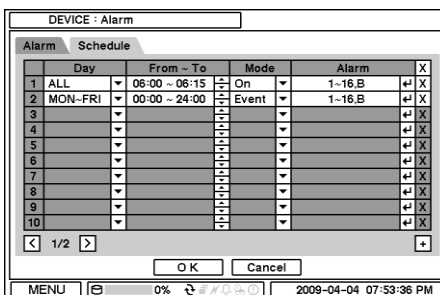 DEVICE : Alarm
Alarm Schedule
Day From ~ To Mode Alarm X
1 ALL 06:00 ~ 06:15 On 1~16,B X
2 MON~FRI 00:00 ~ 24:00 Event 1~16,B X
3 X
4 X
5 X
6 X
7 X
8 X
9 X
10 X
< 1/2 > +
OK Cancel
MENU 0% 2009-04-04 07:53:36 PM